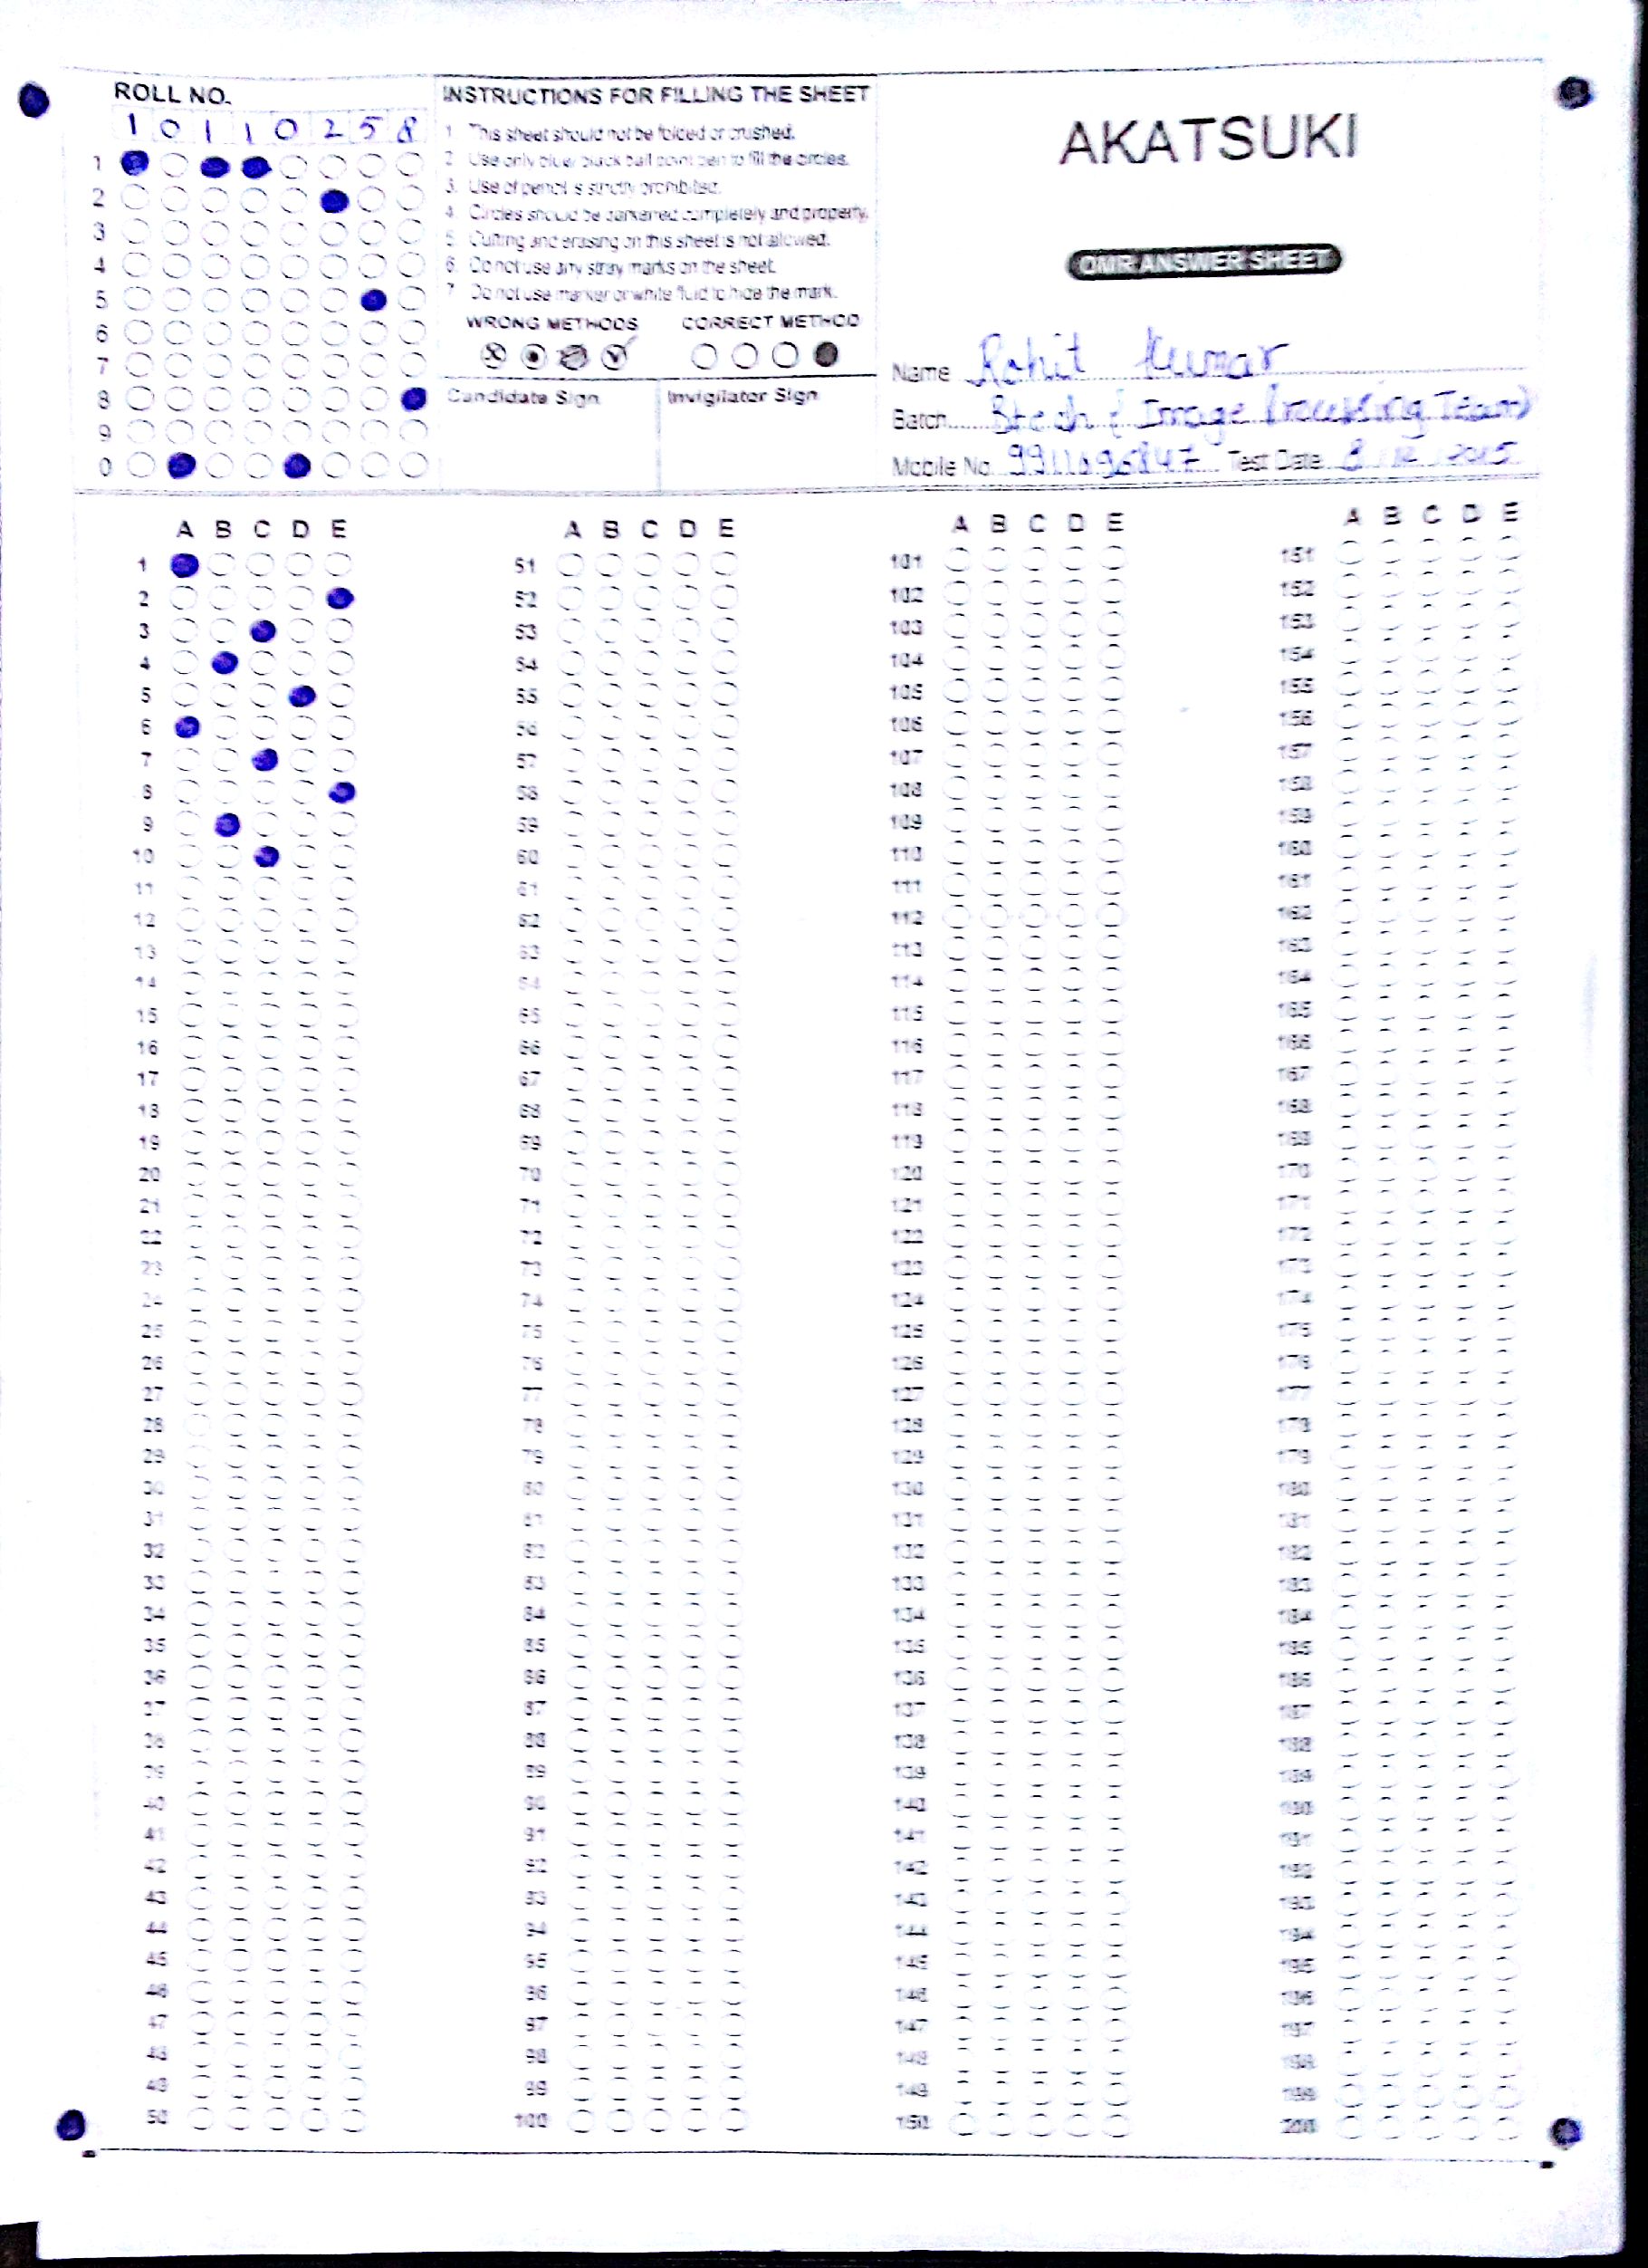 ROLL NO.
1 0 1 1 0 2 5 8
1
2
3
4
5
6
7
8
9
0
INSTRUCTIONS FOR FILLING THE SHEET
1. This sheet should not be folded or crushed.
2. Use only blue/black ball point pen to fill the circles.
3. Use of pencil is strictly prohibited.
4. Circles should be darkened completely and properly.
5. Cutting and erasing on this sheet is not allowed.
6. Do not use any stray marks on the sheet.
7. Do not use marker or white fluid to hide the mark.
WRONG METHODS CORRECT METHOD
Candidate Sign Invigilator Sign
AKATSUKI
OMR ANSWER SHEET
Name Rohit Kumar
Batch Btech (Image Processing Team)
Mobile No. Test Date 2015
A B C D E A B C D E A B C D E A B C D E
1 51 101 151
2 52 102 152
3 53 103 153
4 54 104 154
5 55 105 155
6 56 106 156
7 57 107 157
8 58 108 158
9 59 109 159
10 60 110 160
11 61 111 161
12 62 112 162
13 63 113 163
14 64 114 164
15 65 115 165
16 66 116 166
17 67 117 167
18 68 118 168
19 69 119 169
20 70 120 170
21 71 121 171
22 72 122 172
23 73 123 173
24 74 124 174
25 75 125 175
26 76 126 176
27 77 127 177
28 78 128 178
29 79 129 179
30 80 130 180
31 81 131 181
32 82 132 182
33 83 133 183
34 84 134 184
35 85 135 185
36 86 136 186
37 87 137 187
38 88 138 188
39 89 139 189
40 90 140 190
41 91 141 191
42 92 142 192
43 93 143 193
44 94 144 194
45 95 145 195
46 96 146 196
47 97 147 197
48 98 148 198
49 99 149 199
50 100 150 200